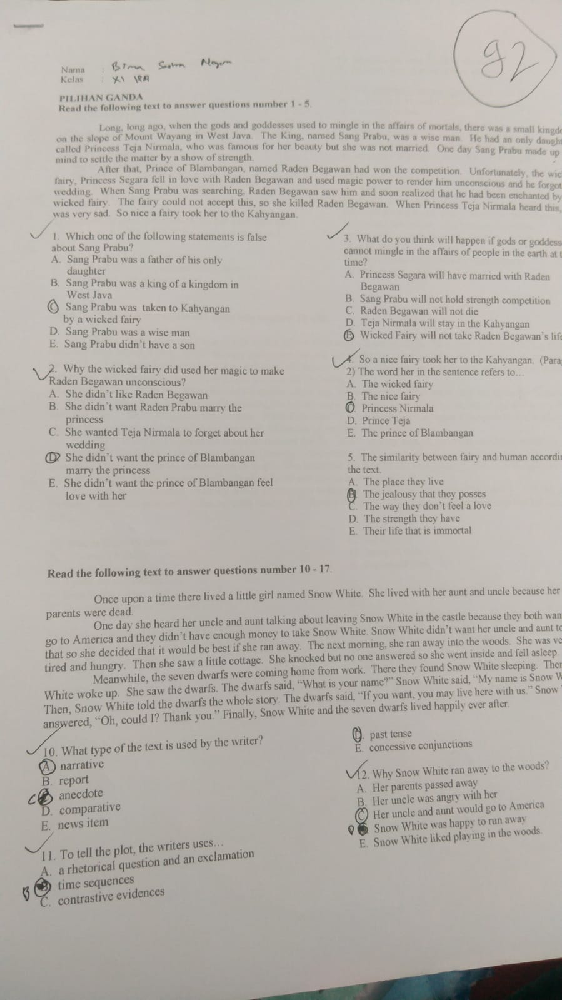 92
Nama : Bima Sastra Negara
Kelas : XI IPA
PILIHAN GANDA
Read the following text to answer questions number 1 - 5.
Long, long ago, when the gods and goddesses used to mingle in the affairs of mortals, there was a small
on the slope of Mount Wayang in West Java. The King, named Sang Prabu, was a wise man. He had an only
called Princess Teja Nirmala, who was famous for her beauty but she was not married. One day Sang Prabu made up
mind to settle the matter by a show of strength.
After that, Prince of Blambangan, named Raden Begawan had won the competition. Unfortunately, the
fairy, Princess Segara fell in love with Raden Begawan and used magic power to render him unconscious and he forgot
wedding. When Sang Prabu was searching, Raden Begawan saw him and soon realized that he had been enchanted by
wicked fairy. The fairy could not accept this, so she killed Raden Begawan. When Princess Teja Nirmala heard this,
was very sad. So nice a fairy took her to the Kahyangan.
1. Which one of the following statements is false
about Sang Prabu?
A. Sang Prabu was a father of his only
daughter
B. Sang Prabu was a king of a kingdom in
West Java
C. Sang Prabu was taken to Kahyangan
by a wicked fairy
D. Sang Prabu was a wise man
E. Sang Prabu didn't have a son
2. Why the wicked fairy did used her magic to make
Raden Begawan unconscious?
A. She didn't like Raden Begawan
B. She didn't want Raden Prabu marry the
princess
C. She wanted Teja Nirmala to forget about her
wedding
D. She didn't want the prince of Blambangan
marry the princess
E. She didn't want the prince of Blambangan feel
love with her
3. What do you think will happen if gods or
cannot mingle in the affairs of people in the earth at
time?
A. Princess Segara will have married with Raden
Begawan
B. Sang Prabu will not hold strength competition
C. Raden Begawan will not die
D. Teja Nirmala will stay in the Kahyangan
E. Wicked Fairy will not take Raden Begawan's
4. So a nice fairy took her to the Kahyangan.
2) The word her in the sentence refers to…
A. The wicked fairy
B. The nice fairy
C. Princess Nirmala
D. Prince Teja
E. The prince of Blambangan
5. The similarity between fairy and human
the text.
A. The place they live
B. The jealousy that they posses
C. The way they don't feel a love
D. The strength they have
E. Their life that is immortal
Read the following text to answer questions number 10 - 17.
Once upon a time there lived a little girl named Snow White. She lived with her aunt and uncle because her
parents were dead.
One day she heard her uncle and aunt talking about leaving Snow White in the castle because they both
go to America and they didn't have enough money to take Snow White. Snow White didn't want her uncle and aunt
that so she decided that it would be best if she ran away. The next morning, she ran away into the woods. She was
tired and hungry. Then she saw a little cottage. She knocked but no one answered so she went inside and fell asleep.
Meanwhile, the seven dwarfs were coming home from work. There they found Snow White sleeping.
White woke up. She saw the dwarfs. The dwarfs said, "What is your name?" Snow White said, "My name is Snow
Then, Snow White told the dwarfs the whole story. The dwarfs said, "If you want, you may live here with us." Snow
answered, "Oh, could I? Thank you." Finally, Snow White and the seven dwarfs lived happily ever after.
10. What type of the text is used by the writer?
A. narrative
B. report
C anecdote
D. comparative
E. news item
11. To tell the plot, the writers uses…
A. a rhetorical question and an exclamation
B time sequences
C. contrastive evidences
D. past tense
E. concessive conjunctions
12. Why Snow White ran away to the woods?
A. Her parents passed away
B. Her uncle was angry with her
C Her uncle and aunt would go to America
D Snow White was happy to run away
E. Snow White liked playing in the woods.